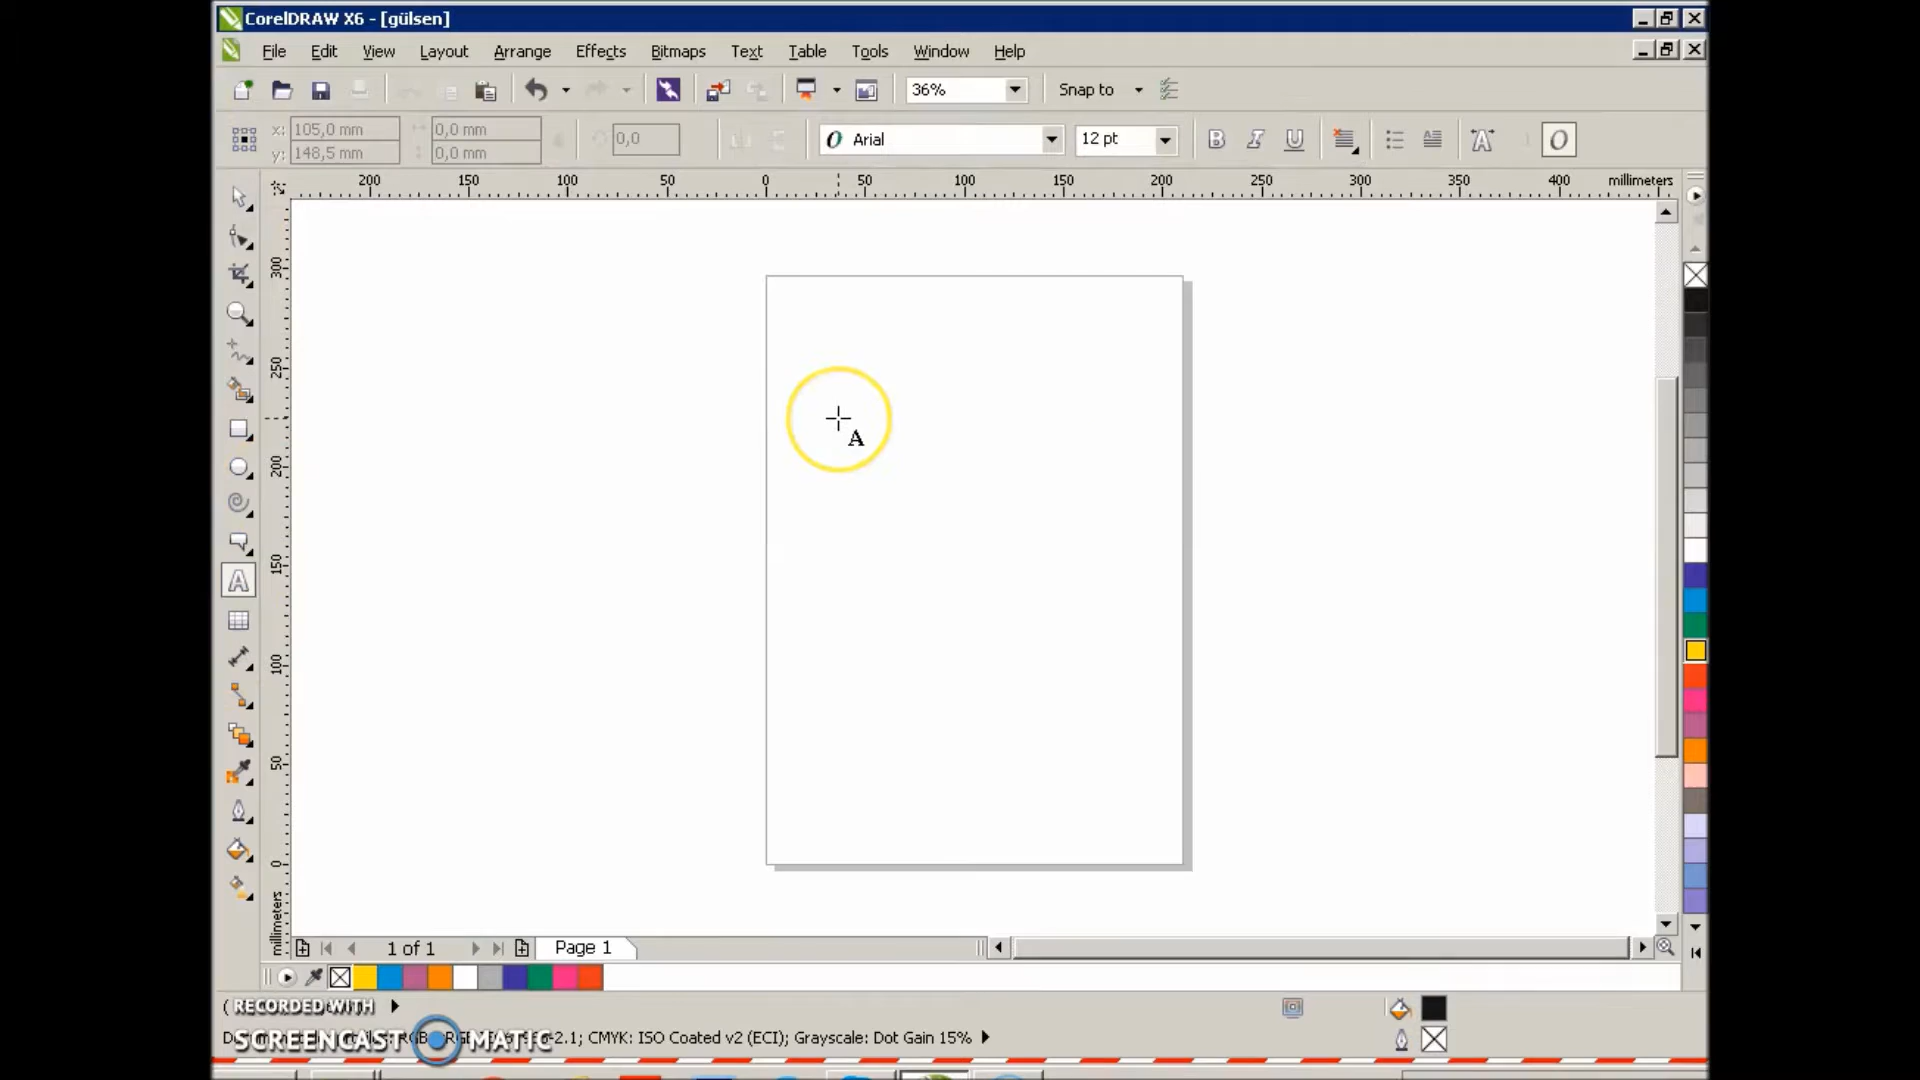 CorelDRAW X6 - [gülsen]
File Edit View Layout Arrange Effects Bitmaps Text Table Tools Window Help
36% Snap to
x: 105,0 mm 0,0 mm 0,0 Arial 12 pt
y: 148,5 mm 0,0 mm
200 150 100 50 0 50 100 150 200 250 300 350 400 millimeters
300
250
200
150
100
50
0
millimeters
A
1 of 1 Page 1
RECORDED WITH
SCREENCAST MATIC
-2.1; CMYK: ISO Coated v2 (ECI); Grayscale: Dot Gain 15%